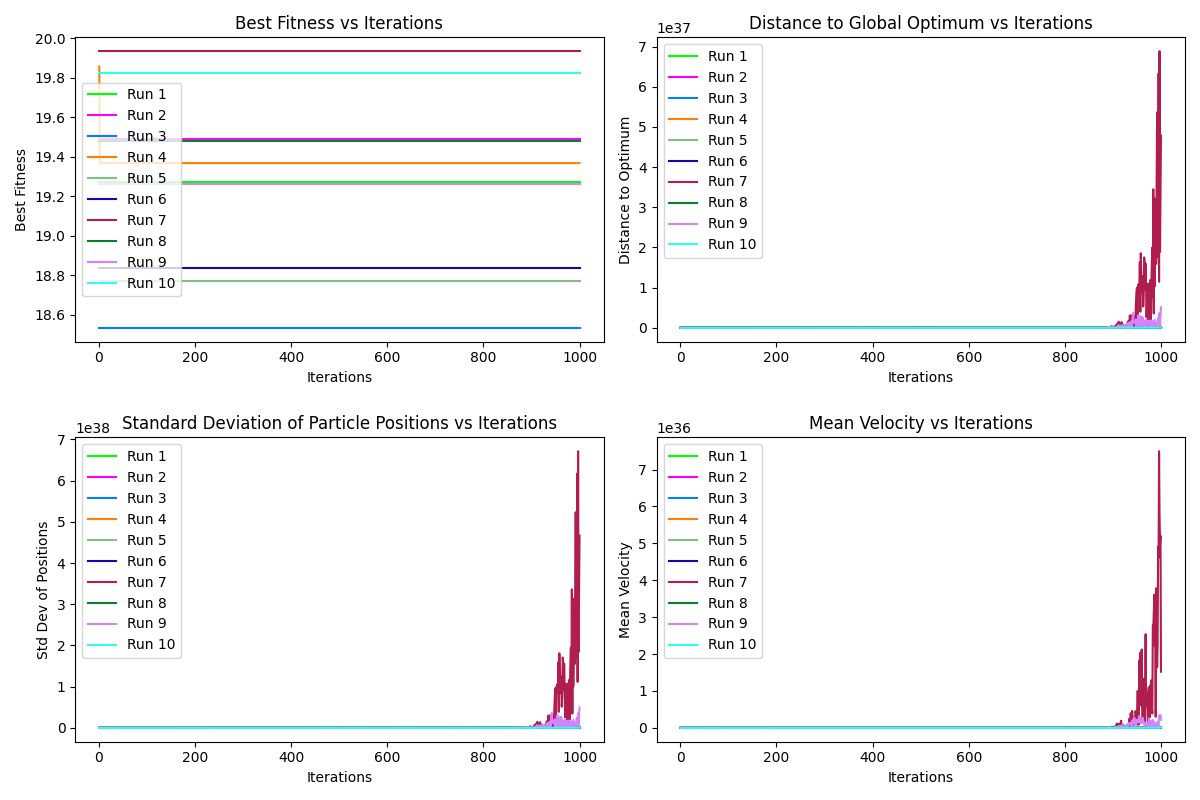 Best Fitness vs Iterations
20.0
19.8
19.6
19.4
19.2
19.0
18.8
18.6
Best Fitness
Run 1
Run 2
Run 3
Run 4
Run 5
Run 6
Run 7
Run 8
Run 9
Run 10
0 200 400 600 800 1000
Iterations
Distance to Global Optimum vs Iterations
1e37
7
6
5
4
3
2
1
0
Distance to Optimum
Run 1
Run 2
Run 3
Run 4
Run 5
Run 6
Run 7
Run 8
Run 9
Run 10
0 200 400 600 800 1000
Iterations
Standard Deviation of Particle Positions vs Iterations
1e38
7
6
5
4
3
2
1
0
Std Dev of Positions
Run 1
Run 2
Run 3
Run 4
Run 5
Run 6
Run 7
Run 8
Run 9
Run 10
0 200 400 600 800 1000
Iterations
Mean Velocity vs Iterations
1e36
7
6
5
4
3
2
1
0
Mean Velocity
Run 1
Run 2
Run 3
Run 4
Run 5
Run 6
Run 7
Run 8
Run 9
Run 10
0 200 400 600 800 1000
Iterations